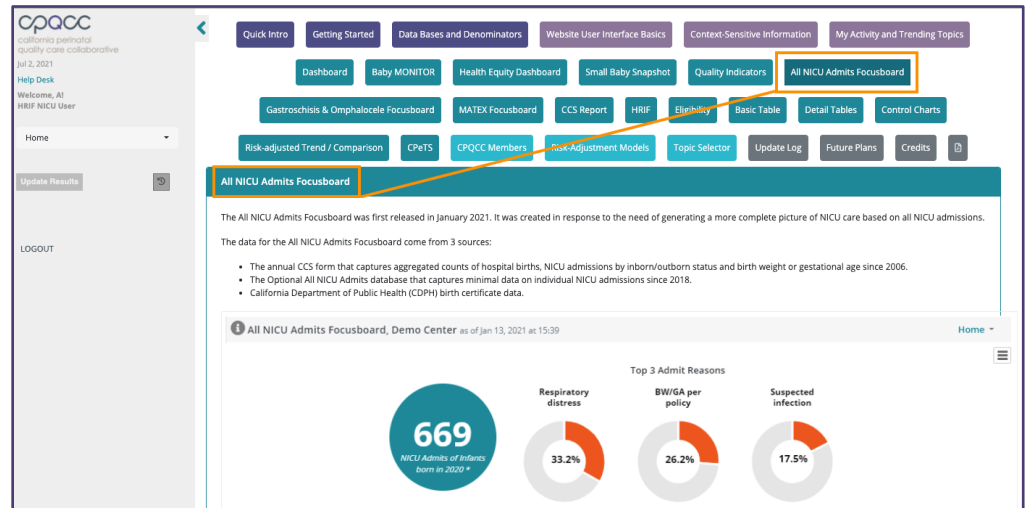 cpqcc
california perinatal
quality care collaborative
Jul 2, 2021
Help Desk
Welcome, A!
HRIF NICU User
Home
Update Results
LOGOUT
Quick Intro Getting Started Data Bases and Denominators Website User Interface Basics Context-Sensitive Information My Activity and Trending Topics
Dashboard Baby MONITOR Health Equity Dashboard Small Baby Snapshot Quality Indicators All NICU Admits Focusboard
Gastroschisis & Omphalocele Focusboard MATEX Focusboard CCS Report HRIF Eligibility Basic Table Detail Tables Control Charts
Risk-adjusted Trend / Comparison CPeTS CPQCC Members Risk-Adjustment Models Topic Selector Update Log Future Plans Credits
All NICU Admits Focusboard
The All NICU Admits Focusboard was first released in January 2021. It was created in response to the need of generating a more complete picture of NICU care based on all NICU admissions.
The data for the All NICU Admits Focusboard come from 3 sources:
• The annual CCS form that captures aggregated counts of hospital births, NICU admissions by inborn/outborn status and birth weight or gestational age since 2006.
• The Optional All NICU Admits database that captures minimal data on individual NICU admissions since 2018.
• California Department of Public Health (CDPH) birth certificate data.
All NICU Admits Focusboard, Demo Center as of Jan 13, 2021 at 15:39 Home
Top 3 Admit Reasons
669
NICU Admits of Infants
born in 2020 *
Respiratory
distress
33.2%
BW/GA per
policy
26.2%
Suspected
infection
17.5%